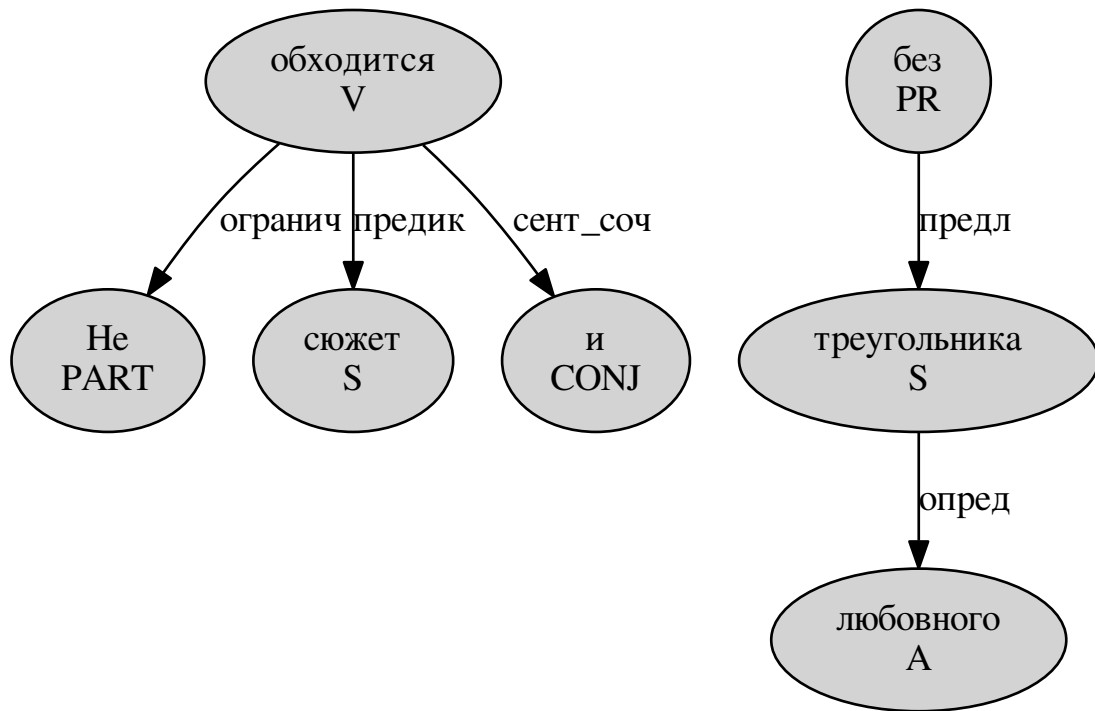 обходится
V
без
PR
огранич
предик
сент_соч
предл
Не
PART
сюжет
S
и
CONJ
треугольника
S
опред
любовного
A